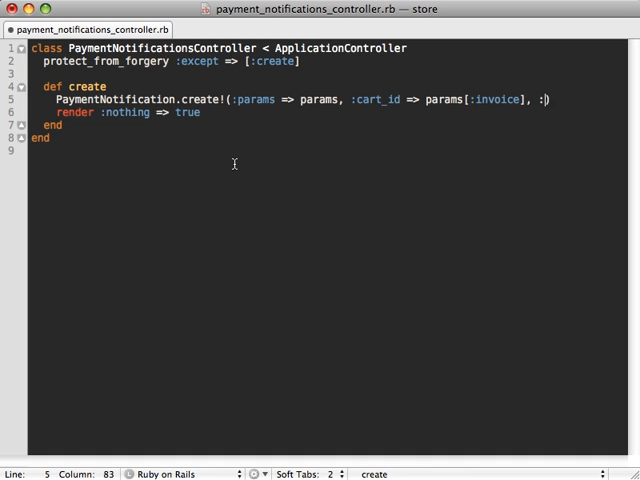 payment_notifications_controller.rb — store
payment_notifications_controller.rb
1 class PaymentNotificationsController < ApplicationController
2 protect_from_forgery :except => [:create]
3
4 def create
5 PaymentNotification.create!(:params => params, :cart_id => params[:invoice], :)
6 render :nothing => true
7 end
8 end
9
Line: 5 Column: 83 L Ruby on Rails Soft Tabs: 2 create